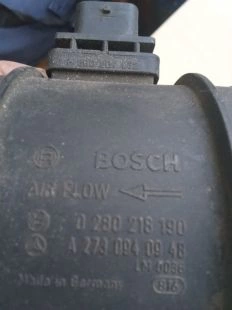 BOSCH
AIR FLOW
0 280 218 190
A 273 094 09 48
Made in Germany